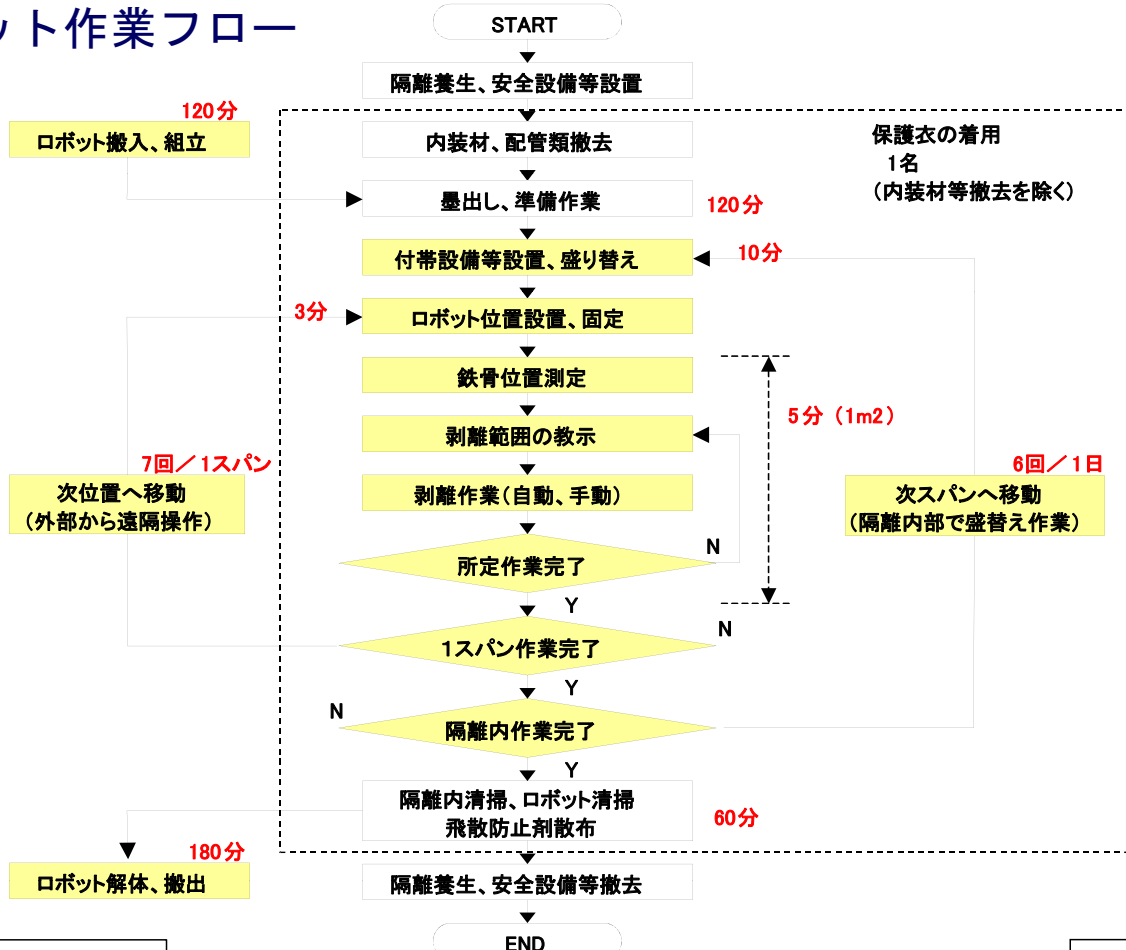 ット作業フロー
START
隔離養生、安全設備等設置
120分
ロボット搬入、組立
内装材、配管類撤去
保護衣の着用
1名
(内装材等撤去を除く)
墨出し、準備作業
120分
付帯設備等設置、盛り替え
10分
3分
ロボット位置設置、固定
鉄骨位置測定
5分（1m2）
剥離範囲の教示
7回／1スパン
次位置へ移動
(外部から遠隔操作)
剥離作業(自動、手動)
6回／1日
次スパンへ移動
(隔離内部で盛替え作業)
N
所定作業完了
Y
N
1スパン作業完了
Y
N
隔離内作業完了
Y
隔離内清掃、ロボット清掃
飛散防止剤散布
60分
180分
ロボット解体、搬出
隔離養生、安全設備等撤去
END